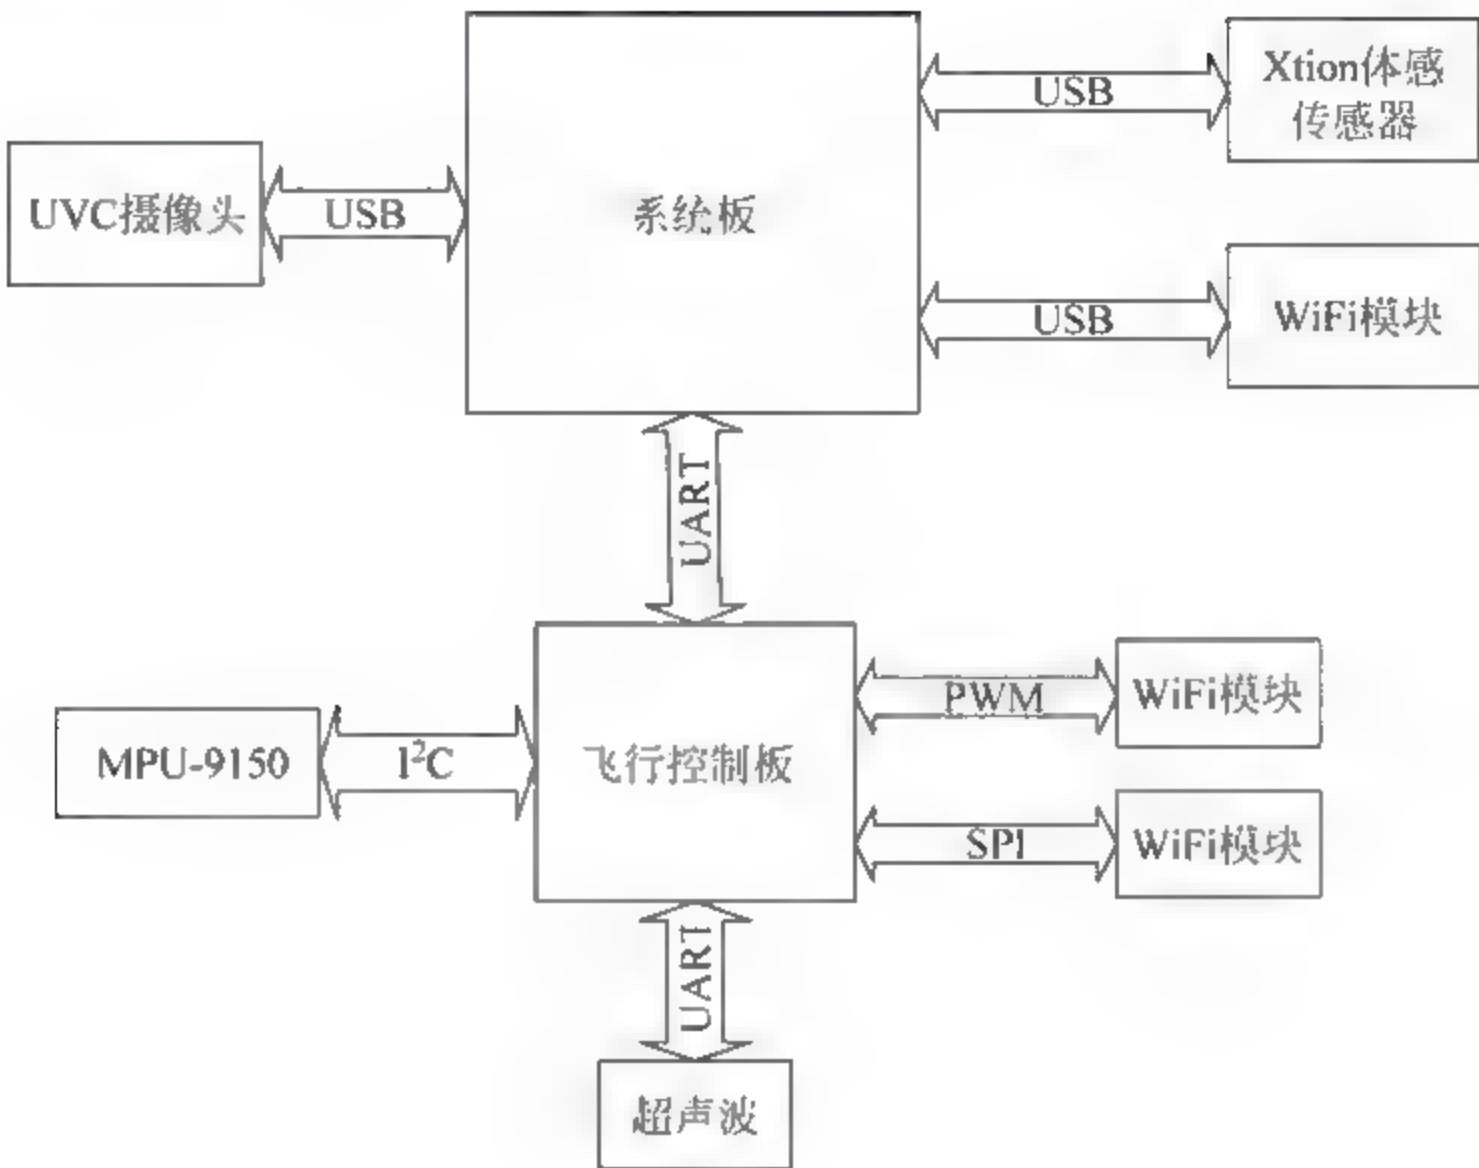 Xtion体感
传感器
USB
UVC摄像头
USB
系统板
USB
WiFi模块
UART
PWM
WiFi模块
MPU-9150
I²C
飞行控制板
SPI
WiFi模块
UART
超声波